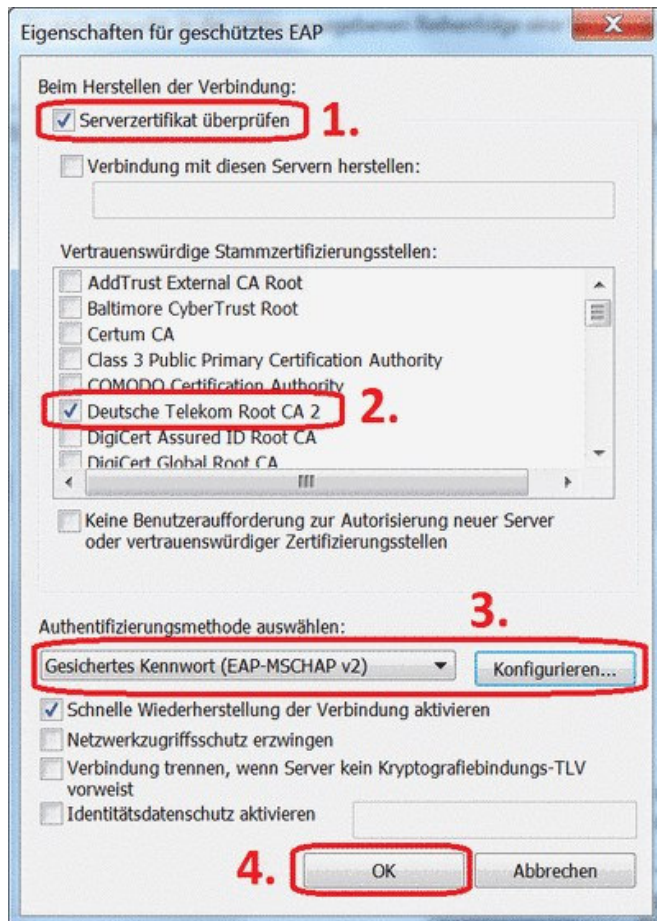 Eigenschaften für geschütztes EAP
Beim Herstellen der Verbindung:
Serverzertifikat überprüfen
1.
Verbindung mit diesen Servern herstellen:
Vertrauenswürdige Stammzertifizierungsstellen:
AddTrust External CA Root
Baltimore CyberTrust Root
Certum CA
Class 3 Public Primary Certification Authority
COMODO Certification Authority
Deutsche Telekom Root CA 2
2.
DigiCert Assured ID Root CA
DigiCert Global Root CA
Keine Benutzeraufforderung zur Autorisierung neuer Server
oder vertrauenswürdiger Zertifizierungsstellen
3.
Authentifizierungsmethode auswählen:
Gesichertes Kennwort (EAP-MSCHAP v2)
Konfigurieren...
Schnelle Wiederherstellung der Verbindung aktivieren
Netzwerkzugriffsschutz erzwingen
Verbindung trennen, wenn Server kein Kryptografiebindungs-TLV
vorweist
Identitätsdatenschutz aktivieren
4.
OK
Abbrechen